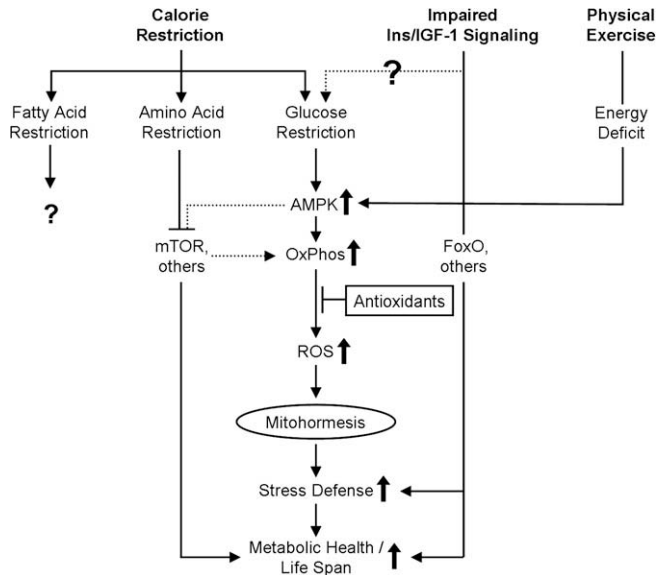 Calorie
Restriction
Impaired
Ins/IGF-1 Signaling
Physical
Exercise
?
Fatty Acid
Restriction
Amino Acid
Restriction
Glucose
Restriction
Energy
Deficit
?
AMPK
mTOR,
others
OxPhos
FoxO,
others
Antioxidants
ROS
Mitohormesis
Stress Defense
Metabolic Health /
Life Span